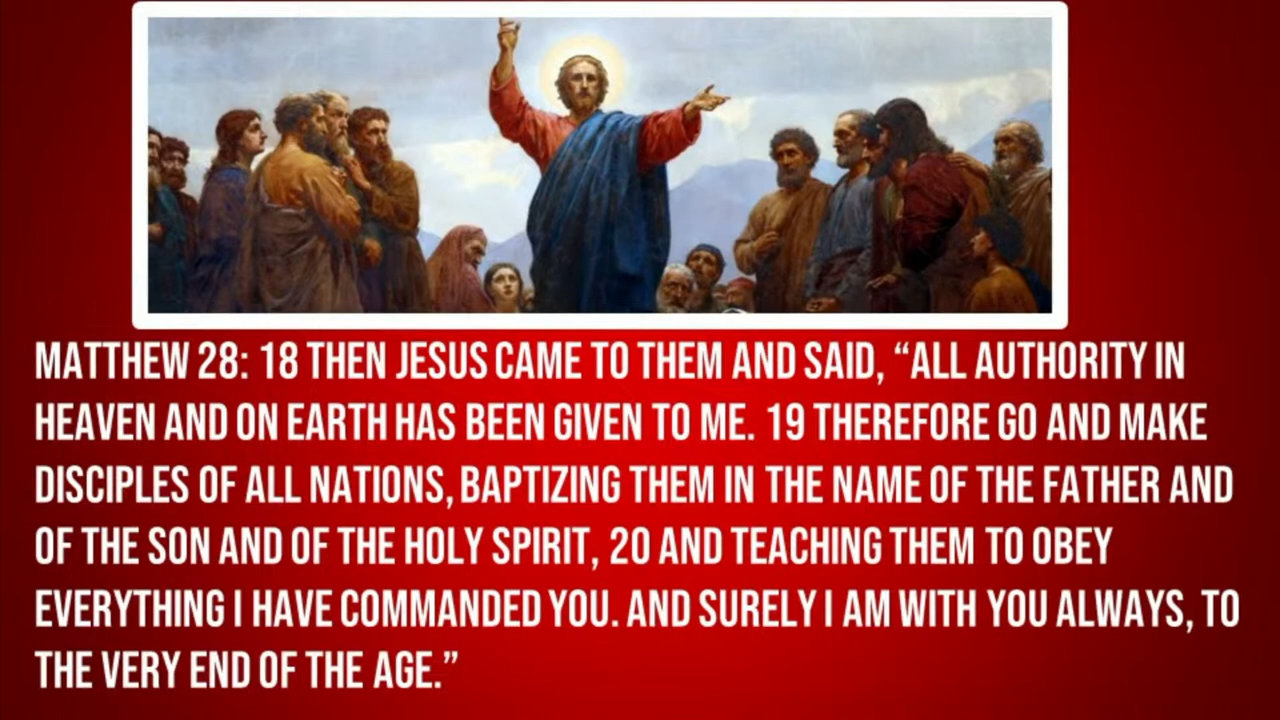 MATTHEW 28: 18 THEN JESUS CAME TO THEM AND SAID, “ALL AUTHORITY IN
HEAVEN AND ON EARTH HAS BEEN GIVEN TO ME. 19 THEREFORE GO AND MAKE
DISCIPLES OF ALL NATIONS, BAPTIZING THEM IN THE NAME OF THE FATHER AND
OF THE SON AND OF THE HOLY SPIRIT, 20 AND TEACHING THEM TO OBEY
EVERYTHING I HAVE COMMANDED YOU. AND SURELY I AM WITH YOU ALWAYS, TO
THE VERY END OF THE AGE.”